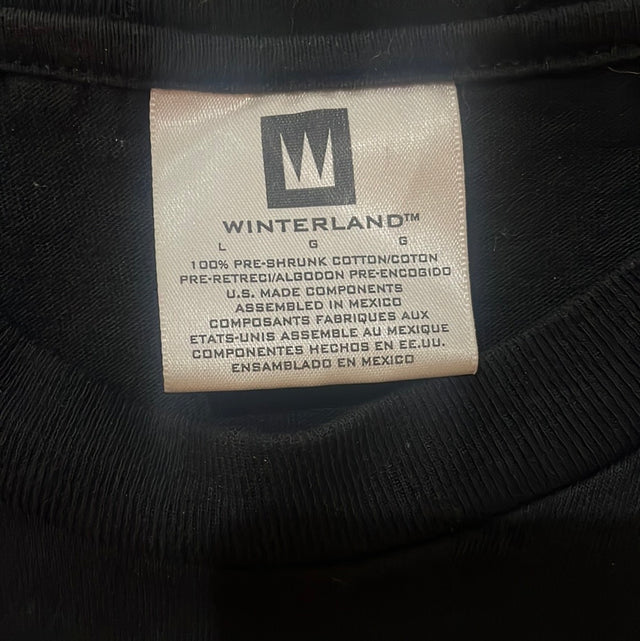 W
WINTERLAND™
L G G
100% PRE-SHRUNK COTTON/COTON
PRE-RETRECI/ALGODON PRE-ENCOGIDO
U.S. MADE COMPONENTS
ASSEMBLED IN MEXICO
COMPOSANTS FABRIQUES AUX
ETATS-UNIS ASSEMBLE AU MEXIQUE
COMPONENTES HECHOS EN EE.UU.
ENSAMBLADO EN MEXICO